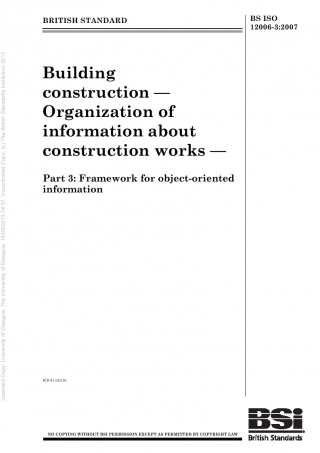 BRITISH STANDARD
BS ISO
12006-3:2007
Building
construction —
Organization of
information about
construction works —
Part 3: Framework for object-oriented
information
ICS 91.010.01
NO COPYING WITHOUT BSI PERMISSION EXCEPT AS PERMITTED BY COPYRIGHT LAW
BSi
British Standards
Licensed Copy: University of Glasgow, The University of Glasgow, 14/03/2013 04:37, Uncontrolled Copy, (c) The British Standards Institution 2013